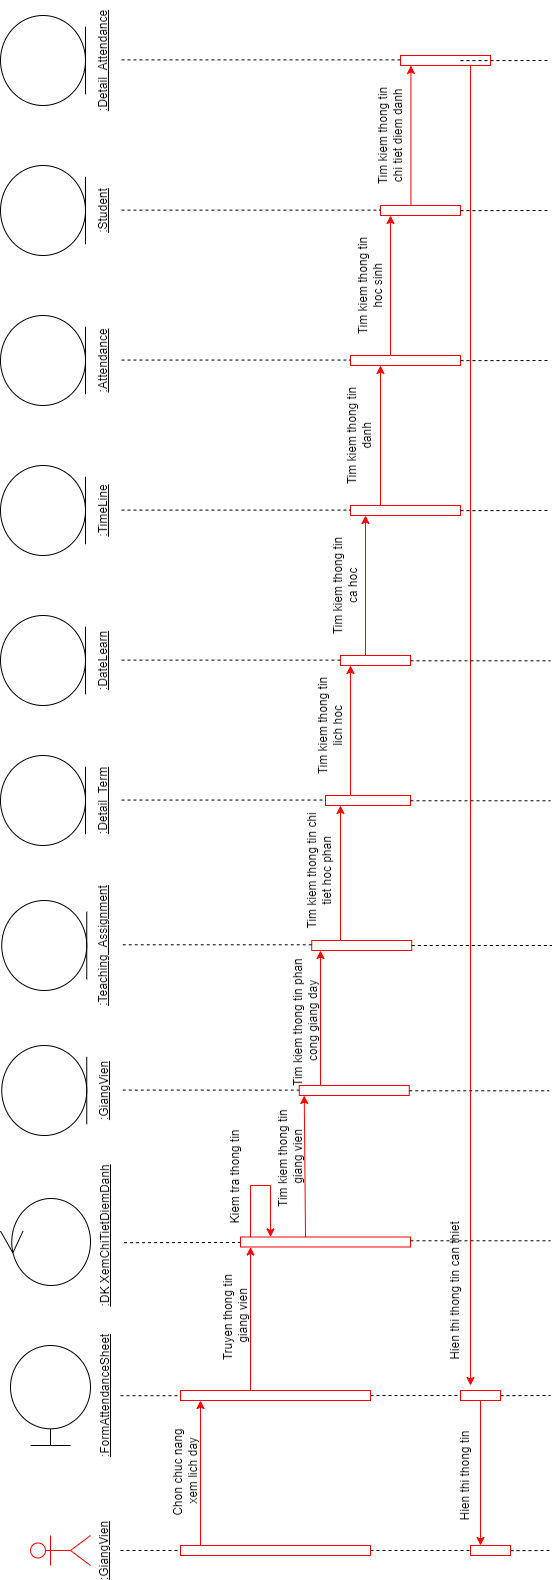 :GiangVien
:FormAttendanceSheet
:DK XemChiTietDiemDanh
:GiangVien
:Teaching_Assignment
:Detail_Term
:DateLearn
:TimeLine
:Attendance
:Student
:Detail_Attendance
Chon chuc nang
xem lich day
Truyen thong tin
giang vien
Kiem tra thong tin
Tim kiem thong tin
giang vien
Tim kiem thong tin phan
cong giang day
Tim kiem thong tin chi
tiet hoc phan
Tim kiem thong tin
lich hoc
Tim kiem thong tin
ca hoc
Tim kiem thong tin
danh
Tim kiem thong tin
hoc sinh
Tim kiem thong tin
chi tiet diem danh
Hien thi thong tin can thiet
Hien thi thong tin